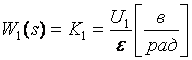 W₁(s) = K₁ = U₁/ε [в/рад]